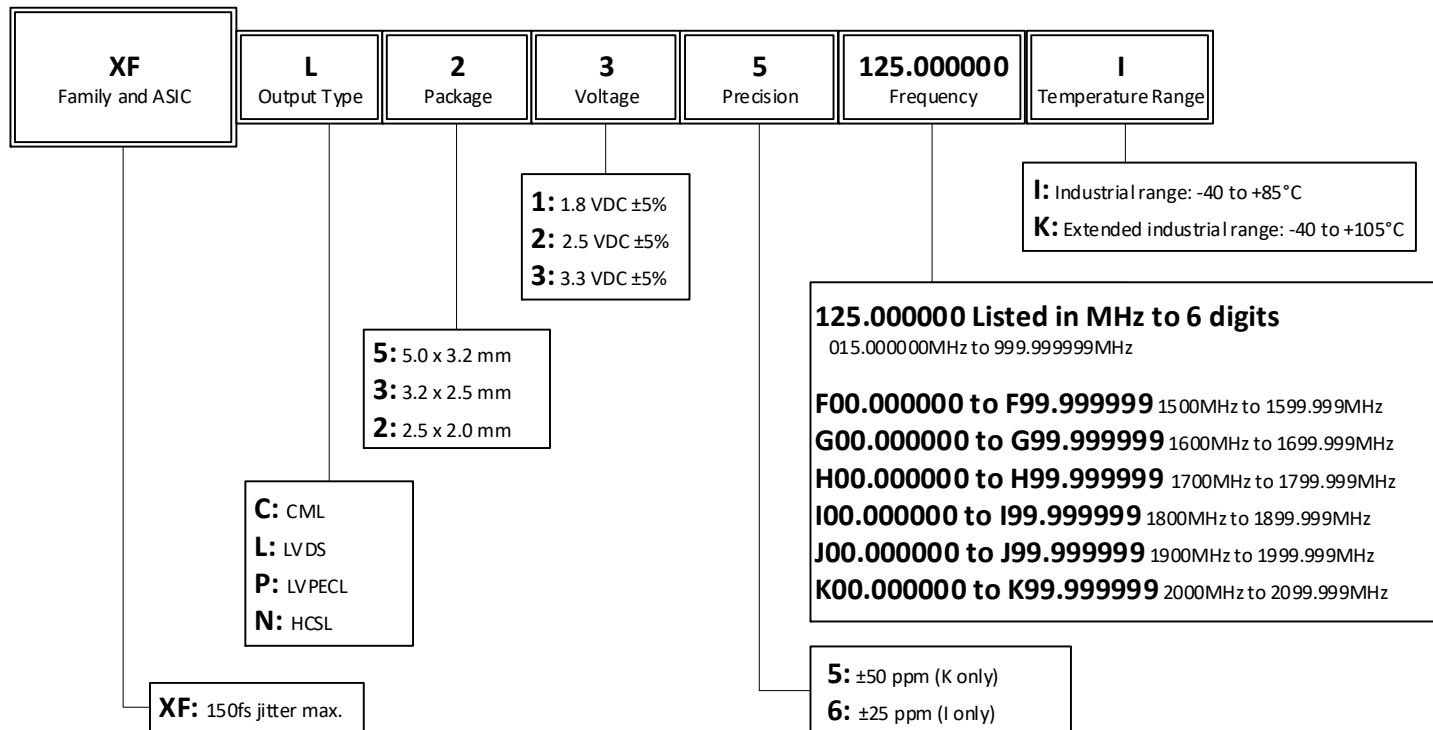 XF
Family and ASIC
L
Output Type
2
Package
3
Voltage
5
Precision
125.000000
Frequency
I
Temperature Range
I: Industrial range: -40 to +85°C
K: Extended industrial range: -40 to +105°C
1: 1.8 VDC ±5%
2: 2.5 VDC ±5%
3: 3.3 VDC ±5%
125.000000 Listed in MHz to 6 digits
015.000000MHz to 999.999999MHz
F00.000000 to F99.999999 1500MHz to 1599.999MHz
G00.000000 to G99.999999 1600MHz to 1699.999MHz
H00.000000 to H99.999999 1700MHz to 1799.999MHz
I00.000000 to I99.999999 1800MHz to 1899.999MHz
J00.000000 to J99.999999 1900MHz to 1999.999MHz
K00.000000 to K99.999999 2000MHz to 2099.999MHz
5: 5.0 x 3.2 mm
3: 3.2 x 2.5 mm
2: 2.5 x 2.0 mm
C: CML
L: LVDS
P: LVPECL
N: HCSL
5: ±50 ppm (K only)
6: ±25 ppm (I only)
XF: 150fs jitter max.